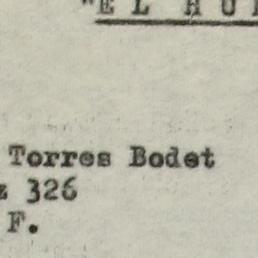 "EL HU
Torres Bodet
z 326
F.